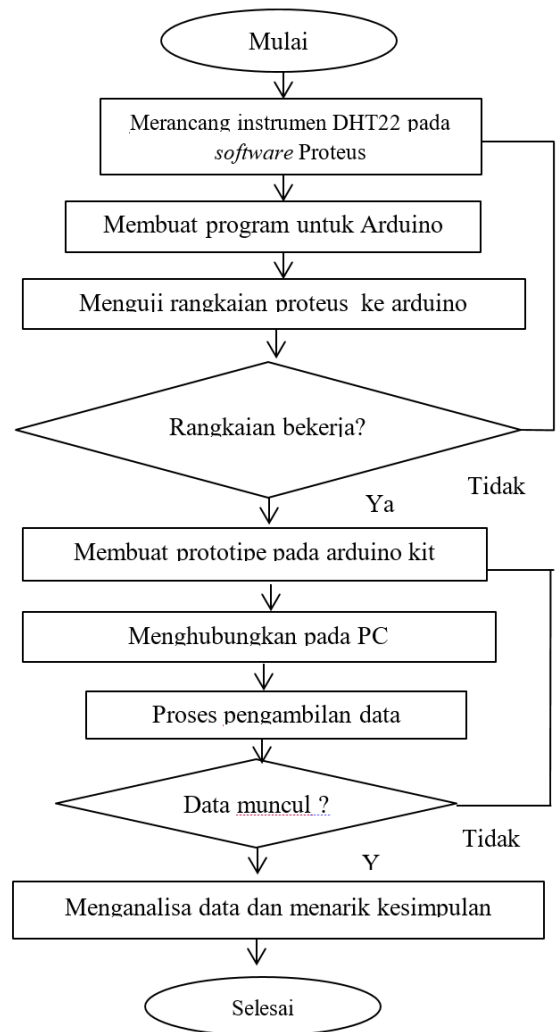 Mulai
Merancang instrumen DHT22 pada
software Proteus
Membuat program untuk Arduino
Menguji rangkaian proteus ke arduino
Rangkaian bekerja?
Tidak
Ya
Membuat prototipe pada arduino kit
Menghubungkan pada PC
Proses pengambilan data
Data muncul ?
Tidak
Y
Menganalisa data dan menarik kesimpulan
Selesai